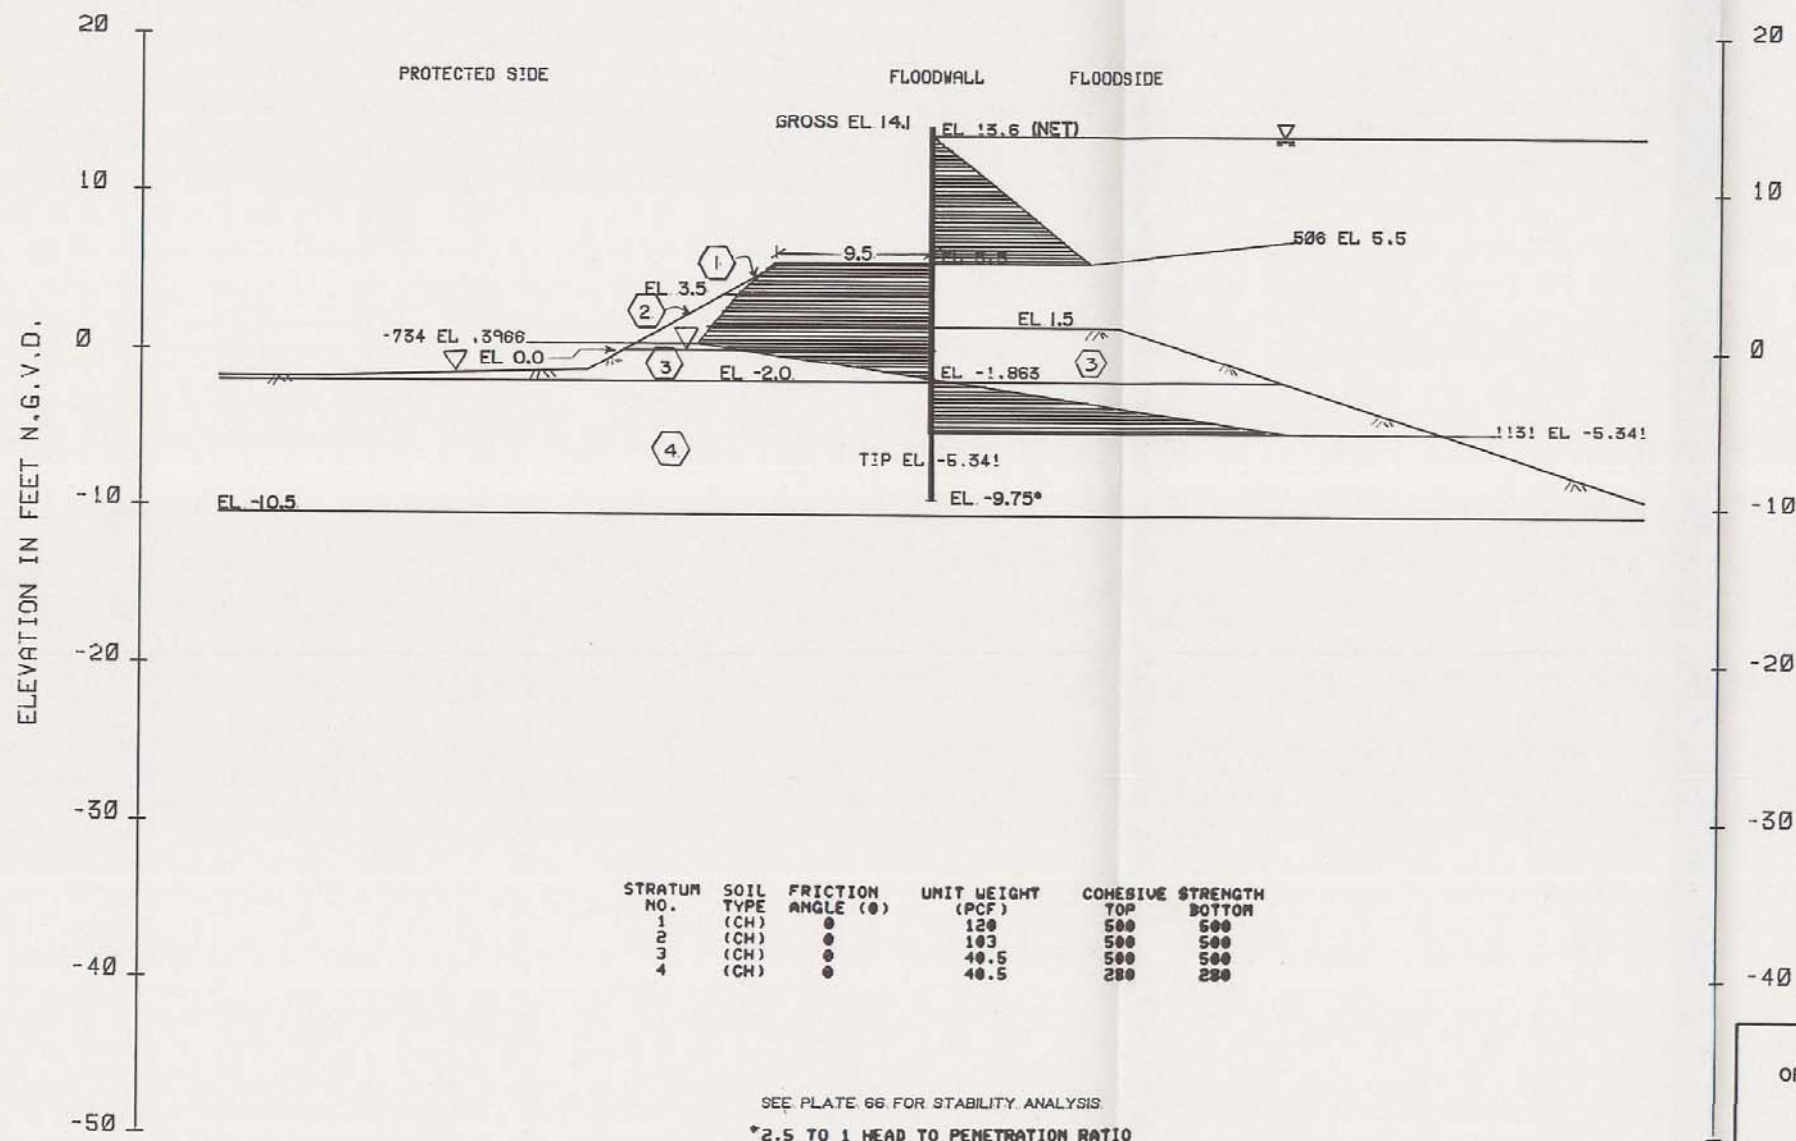 20
20
PROTECTED SIDE
FLOODWALL
FLOODSIDE
GROSS EL 14.1
EL 13.6 (NET)
10
10
506 EL 5.5
1
9.5
EL 5.5
EL 3.5
2
EL 1.5
-734 EL .3966
0
0
EL 0.0
3
3
EL -2.0
EL -1.863
1131 EL -5.341
4
TIP EL -5.341
-10
EL -10.5
EL -9.75*
-10
ELEVATION IN FEET N.G.V.D.
-20
-20
-30
-30
STRATUM SOIL FRICTION UNIT WEIGHT COHESIVE STRENGTH
NO. TYPE ANGLE (0) (PCF) TOP BOTTOM
1 (CH) 0 120 500 500
2 (CH) 0 103 500 500
3 (CH) 0 40.5 500 500
4 (CH) 0 40.5 280 280
-40
-40
SEE PLATE 66 FOR STABILITY ANALYSIS
-50
*2.5 TO 1 HEAD TO PENETRATION RATIO